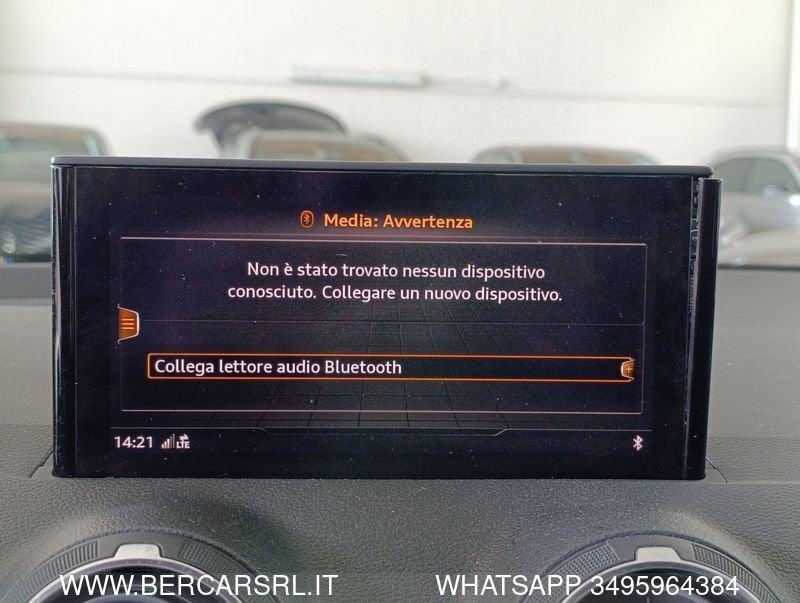 Media: Avvertenza
Non è stato trovato nessun dispositivo
conosciuto. Collegare un nuovo dispositivo.
Collega lettore audio Bluetooth
14:21 LTE
WWW.BERCARSRL.IT WHATSAPP 3495964384